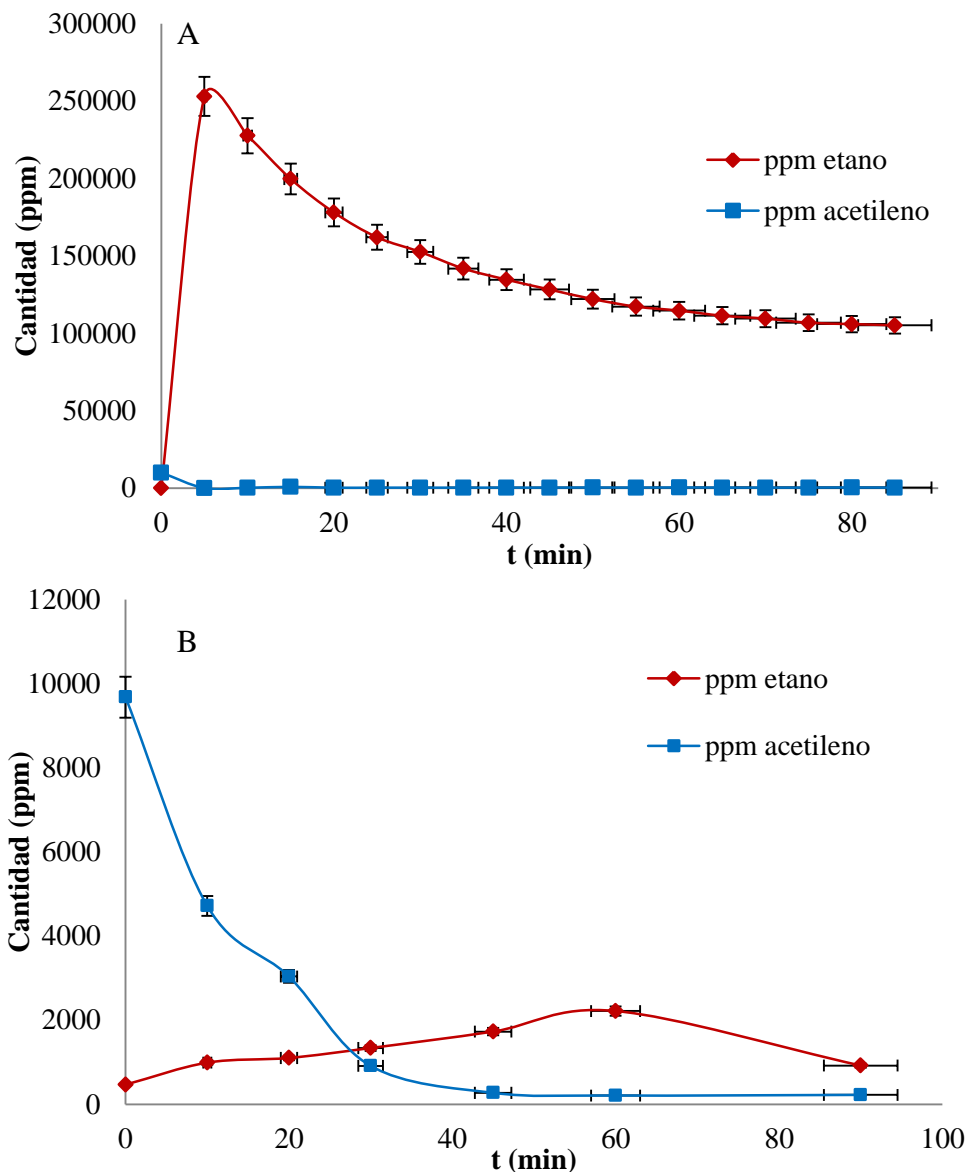 A
300000
250000
200000
150000
100000
50000
0
Cantidad (ppm)
ppm etano
ppm acetileno
0 20 40 60 80
t (min)
B
12000
10000
8000
6000
4000
2000
0
Cantidad (ppm)
ppm etano
ppm acetileno
0 20 40 60 80 100
t (min)